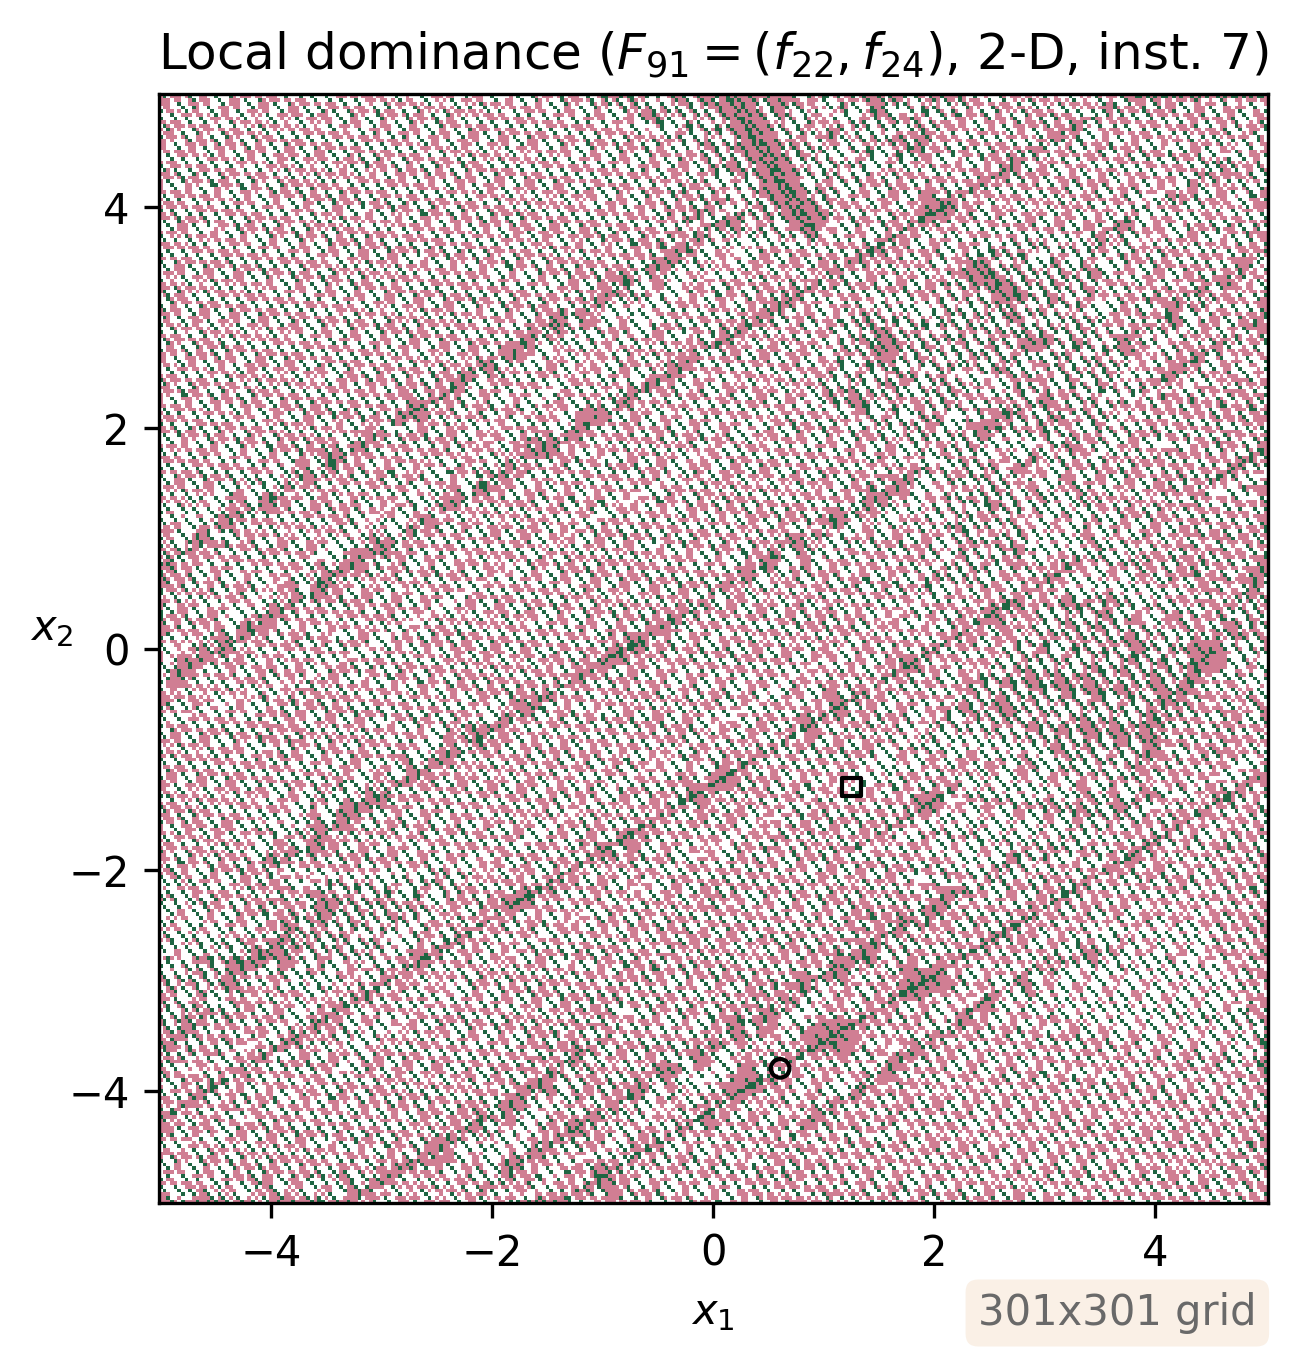 Local dominance (F₉₁ = (f₂₂, f₂₄), 2-D, inst. 7)
4
2
x₂
0
−2
−4
−4
−2
0
2
4
x₁
301x301 grid